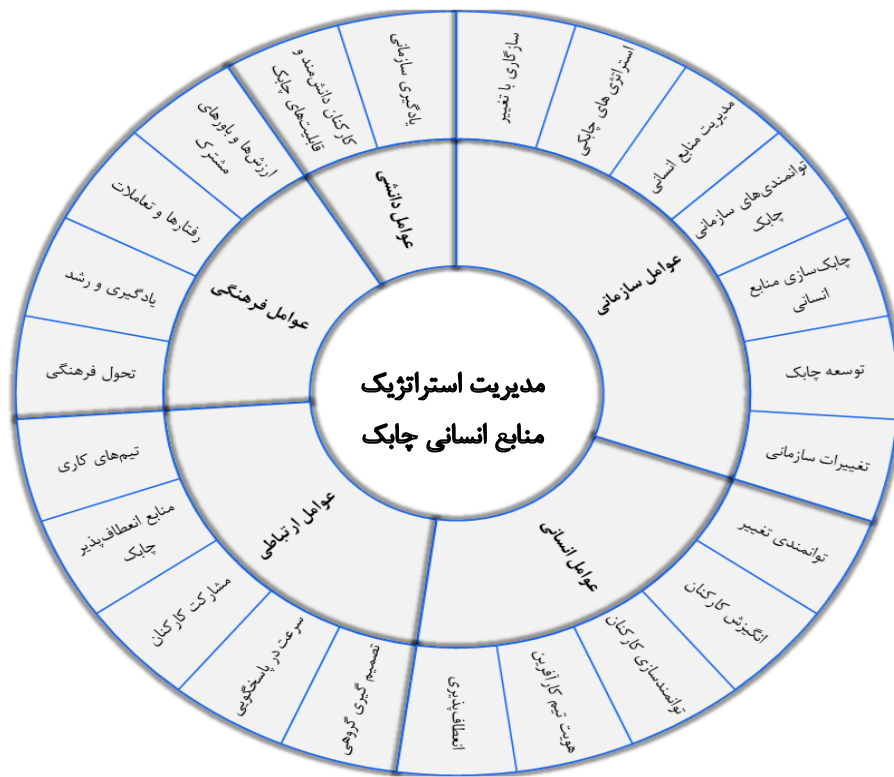 مدیریت استراتژیک
منابع انسانی چابک
عوامل سازمانی
سازگاری با تغییر
استراتژی های چابکی
مدیریت منابع انسانی
توانمندی‌های سازمانی
چابک
چابک‌سازی منابع
انسانی
توسعه چابک
تغییرات سازمانی
عوامل انسانی
توانمندی تغییر
انگیزش کارکنان
توانمندسازی کارکنان
هویت تیم کارآفرین
انعطاف‌پذیری
عوامل ارتباطی
تصمیم گیری گروهی
سرعت در پاسخگویی
مشارکت کارکنان
منابع انعطاف‌پذیر
چابک
تیم‌های کاری
عوامل فرهنگی
تحول فرهنگی
یادگیری و رشد
رفتارها و تعاملات
ارزش‌ها و باورهای
مشترک
عوامل دانشی
کارکنان دانش‌مند و
قابلیت‌های چابک
یادگیری سازمانی